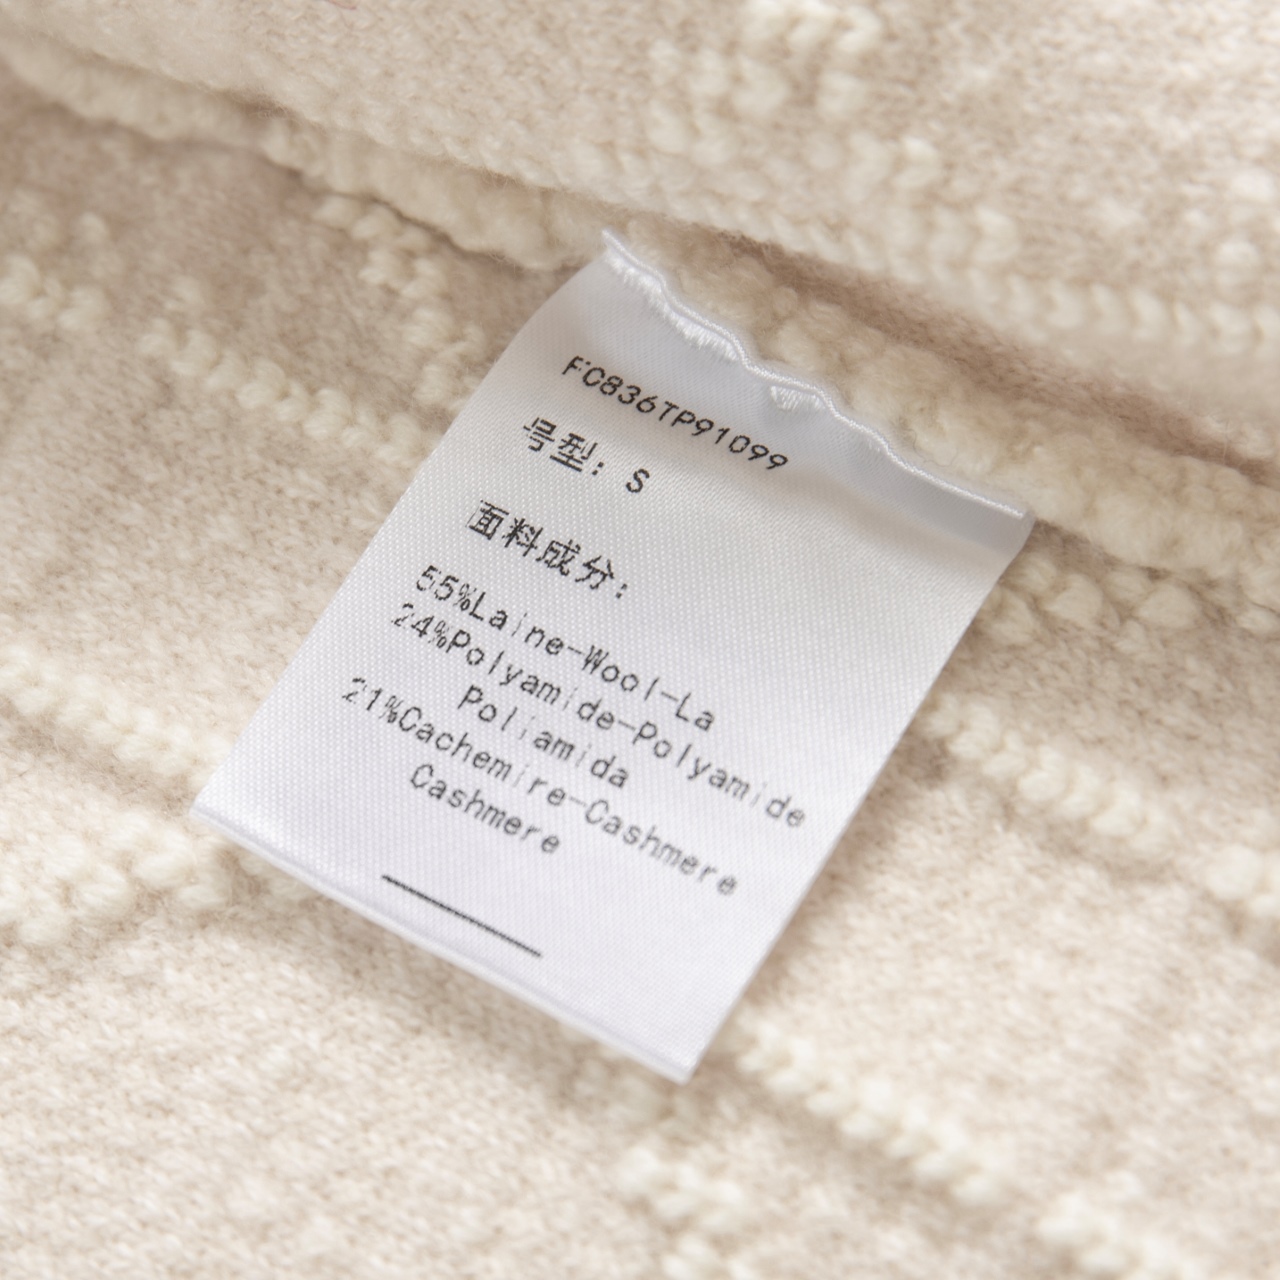 FC836TP91099
号型：S
面料成分：
55%Laine-Wool-La
24%Polyamide-Polyamide
Poliamida
21%Cachemire-Cashmere
Cashmere